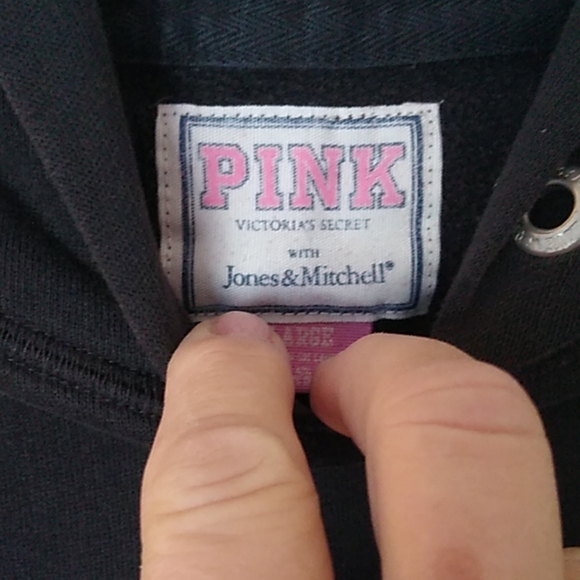 PINK
VICTORIA'S SECRET
WITH
Jones&Mitchell®